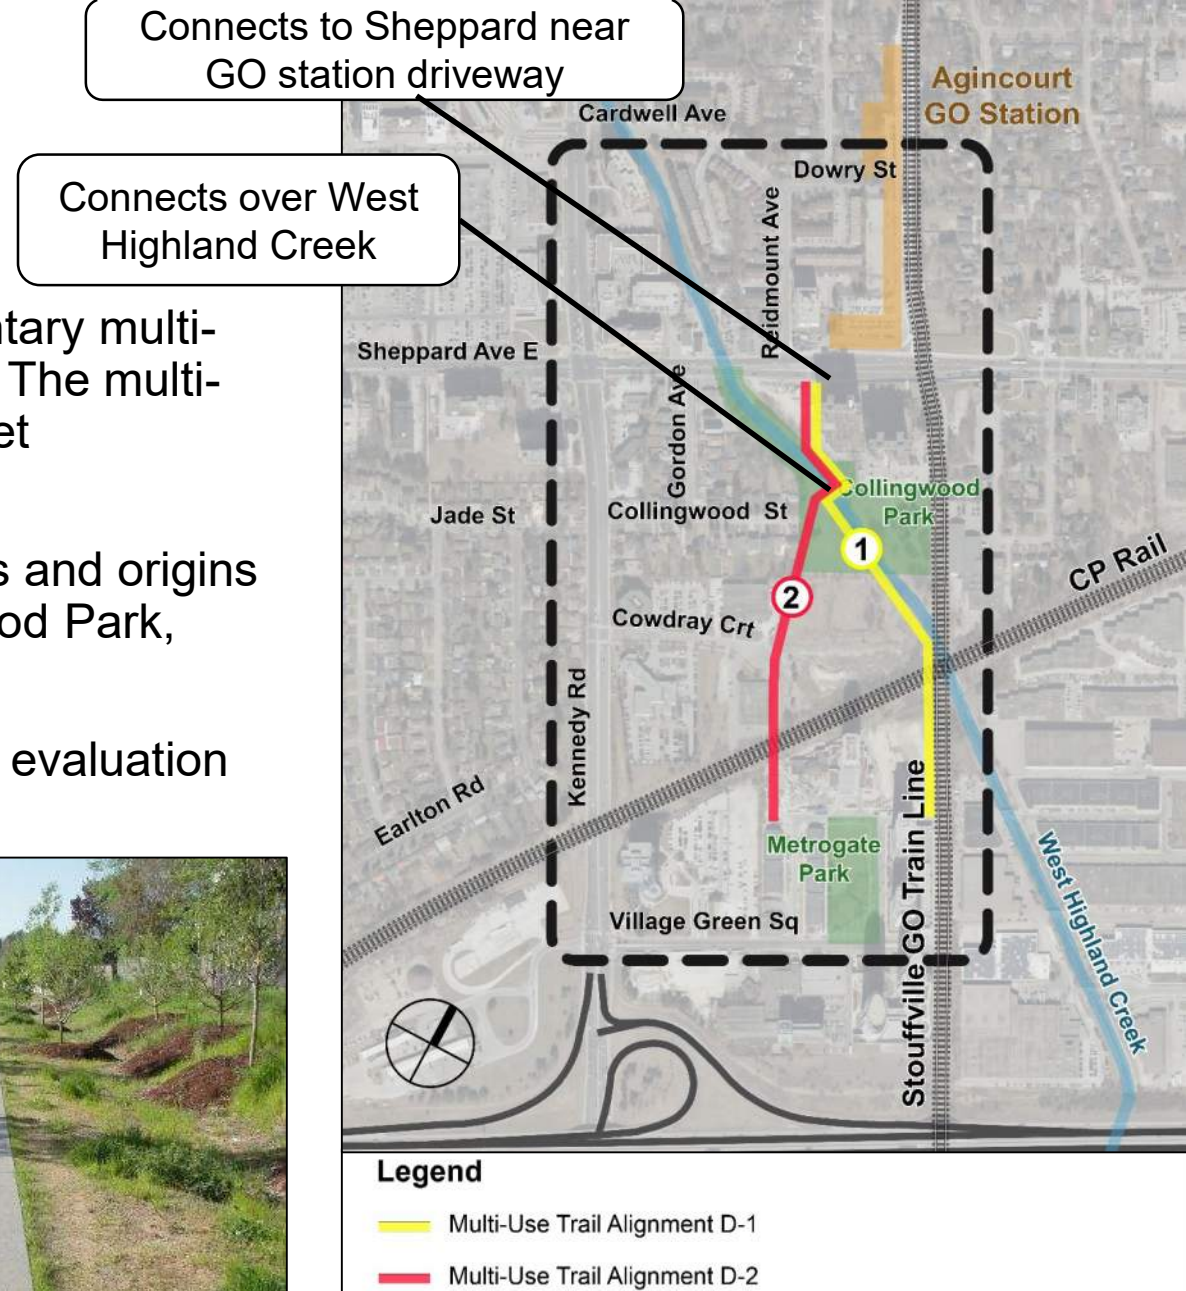 Connects to Sheppard near
GO station driveway
Connects over West
Highland Creek
multi-
The multi-
s and origins
Park,
evaluation
Cardwell Ave
Agincourt
GO Station
Dowry St
Reidmount Ave
Sheppard Ave E
Gordon Ave
Collingwood
Park
Jade St
Collingwood St
1
CP Rail
2
Cowdray Crt
Kennedy Rd
Earlton Rd
Stouffville GO Train Line
Metrogate
Park
West Highland Creek
Village Green Sq
Legend
Multi-Use Trail Alignment D-1
Multi-Use Trail Alignment D-2